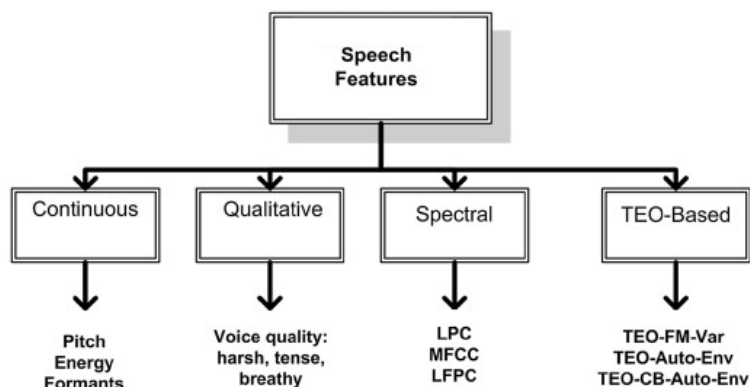 Speech
Features
Continuous
Qualitative
Spectral
TEO-Based
Pitch
Energy
Formants
Voice quality:
harsh, tense,
breathy
LPC
MFCC
LFPC
TEO-FM-Var
TEO-Auto-Env
TEO-CB-Auto-Env